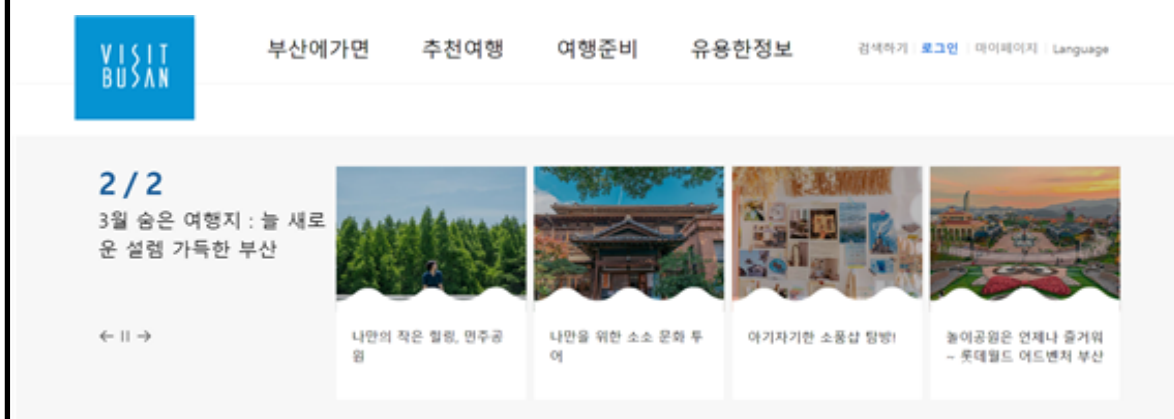 VISIT
BUSAN
부산에가면 추천여행 여행준비 유용한정보 검색하기 로그인 마이페이지 Language
2 / 2
3월 숨은 여행지 : 늘 새로
운 설렘 가득한 부산
나만의 작은 힐링, 민주공
원
나만을 위한 소소 문화 투
어
아기자기한 소품샵 탐방!
놀이공원은 언제나 즐거워
~ 롯데월드 어드벤처 부산